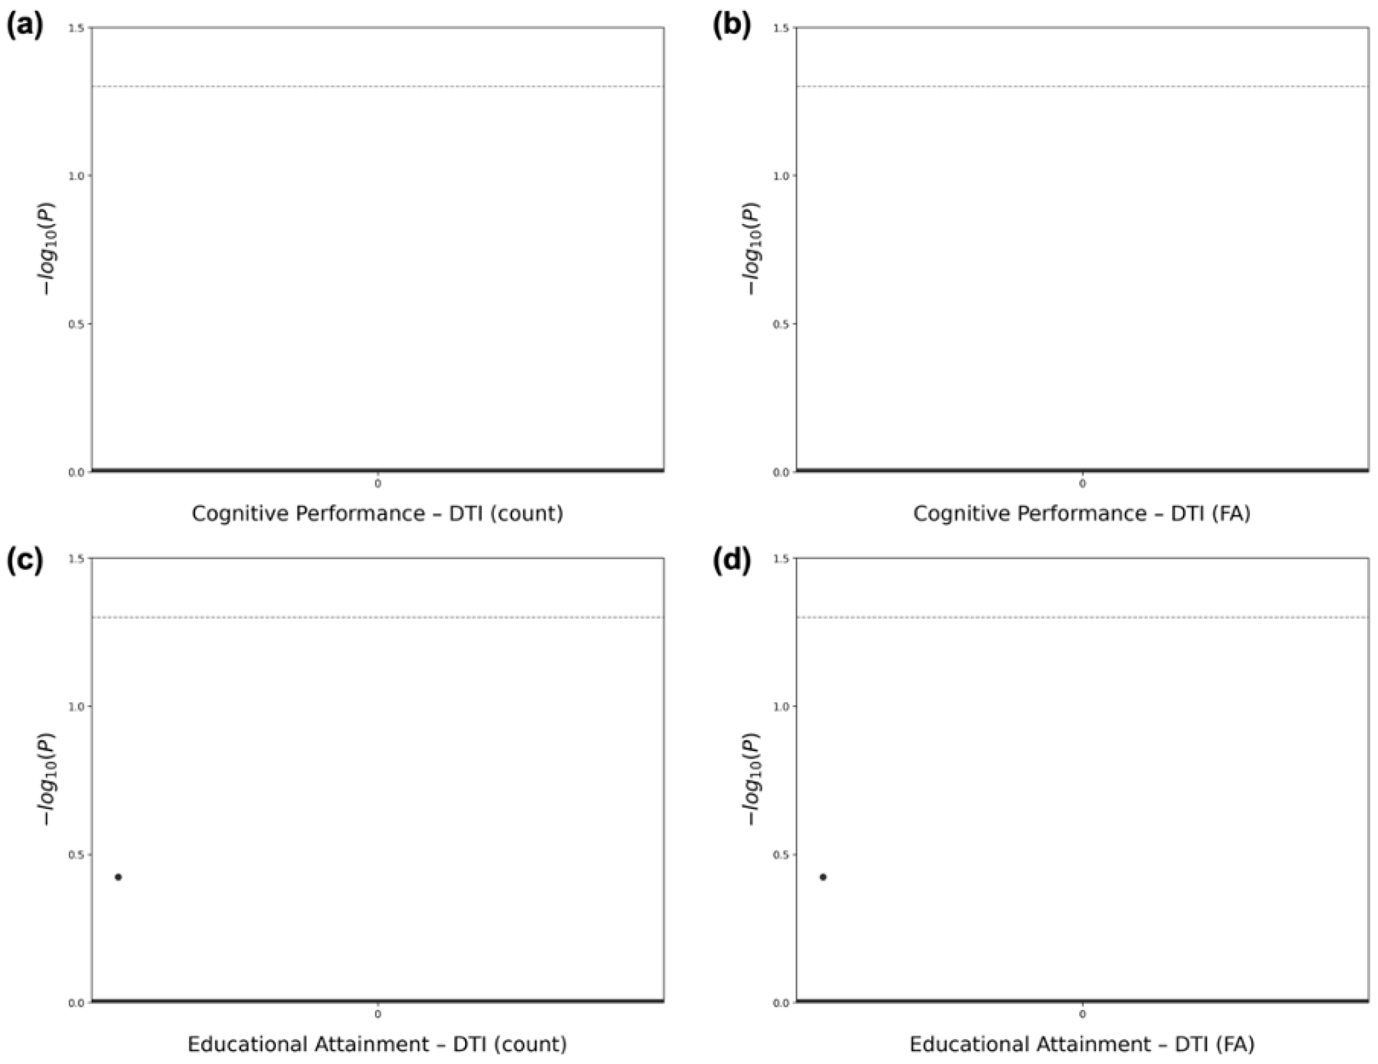 (a)
1.5
1.0
0.5
0.0
−log₁₀(P)
0
Cognitive Performance – DTI (count)
(b)
1.5
1.0
0.5
0.0
−log₁₀(P)
0
Cognitive Performance – DTI (FA)
(c)
1.5
1.0
0.5
0.0
−log₁₀(P)
0
Educational Attainment – DTI (count)
(d)
1.5
1.0
0.5
0.0
−log₁₀(P)
0
Educational Attainment – DTI (FA)